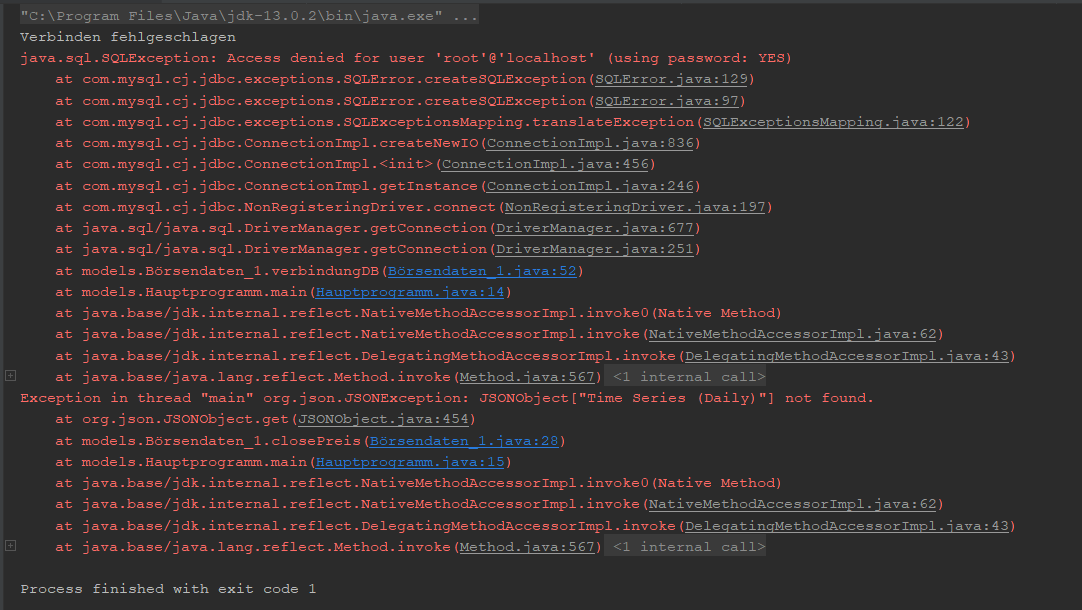 "C:\Program Files\Java\jdk-13.0.2\bin\java.exe" ...
Verbinden fehlgeschlagen
java.sql.SQLException: Access denied for user 'root'@'localhost' (using password: YES)
at com.mysql.cj.jdbc.exceptions.SQLError.createSQLException(SQLError.java:129)
at com.mysql.cj.jdbc.exceptions.SQLError.createSQLException(SQLError.java:97)
at com.mysql.cj.jdbc.exceptions.SQLExceptionsMapping.translateException(SQLExceptionsMapping.java:122)
at com.mysql.cj.jdbc.ConnectionImpl.createNewIO(ConnectionImpl.java:836)
at com.mysql.cj.jdbc.ConnectionImpl.<init>(ConnectionImpl.java:456)
at com.mysql.cj.jdbc.ConnectionImpl.getInstance(ConnectionImpl.java:246)
at com.mysql.cj.jdbc.NonRegisteringDriver.connect(NonRegisteringDriver.java:197)
at java.sql/java.sql.DriverManager.getConnection(DriverManager.java:677)
at java.sql/java.sql.DriverManager.getConnection(DriverManager.java:251)
at models.Börsendaten_1.verbindungDB(Börsendaten_1.java:52)
at models.Hauptprogramm.main(Hauptprogramm.java:14)
at java.base/jdk.internal.reflect.NativeMethodAccessorImpl.invoke0(Native Method)
at java.base/jdk.internal.reflect.NativeMethodAccessorImpl.invoke(NativeMethodAccessorImpl.java:62)
at java.base/jdk.internal.reflect.DelegatingMethodAccessorImpl.invoke(DelegatingMethodAccessorImpl.java:43)
at java.base/java.lang.reflect.Method.invoke(Method.java:567) <1 internal call>
Exception in thread "main" org.json.JSONException: JSONObject["Time Series (Daily)"] not found.
at org.json.JSONObject.get(JSONObject.java:454)
at models.Börsendaten_1.closePreis(Börsendaten_1.java:28)
at models.Hauptprogramm.main(Hauptprogramm.java:15)
at java.base/jdk.internal.reflect.NativeMethodAccessorImpl.invoke0(Native Method)
at java.base/jdk.internal.reflect.NativeMethodAccessorImpl.invoke(NativeMethodAccessorImpl.java:62)
at java.base/jdk.internal.reflect.DelegatingMethodAccessorImpl.invoke(DelegatingMethodAccessorImpl.java:43)
at java.base/java.lang.reflect.Method.invoke(Method.java:567) <1 internal call>
Process finished with exit code 1